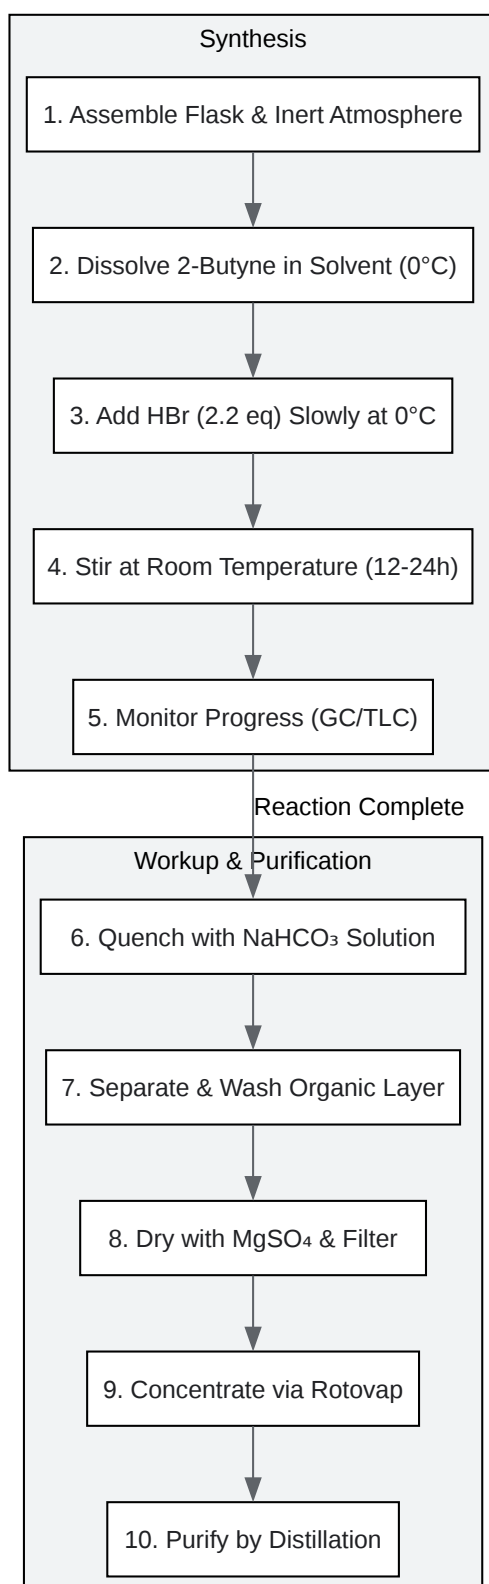 Synthesis
1. Assemble Flask & Inert Atmosphere
2. Dissolve 2-Butyne in Solvent (0°C)
3. Add HBr (2.2 eq) Slowly at 0°C
4. Stir at Room Temperature (12-24h)
5. Monitor Progress (GC/TLC)
Reaction Complete
Workup & Purification
6. Quench with NaHCO₃ Solution
7. Separate & Wash Organic Layer
8. Dry with MgSO₄ & Filter
9. Concentrate via Rotovap
10. Purify by Distillation